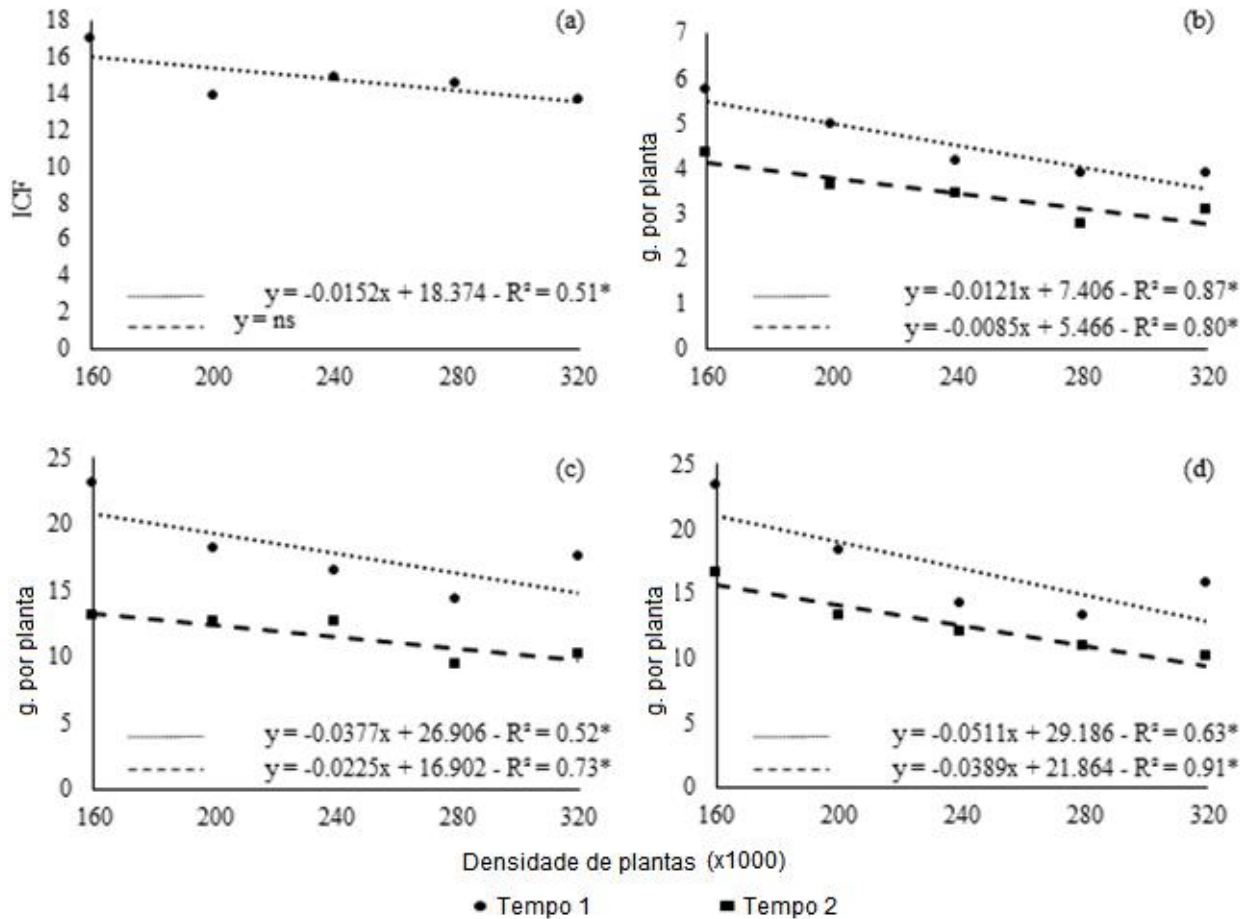 (a)
18
16
14
12
10
8
6
4
2
0
ICF
y = -0.0152x + 18.374 - R² = 0.51*
y = ns
160 200 240 280 320
(b)
7
6
5
4
3
2
1
0
g. por planta
y = -0.0121x + 7.406 - R² = 0.87*
y = -0.0085x + 5.466 - R² = 0.80*
160 200 240 280 320
(c)
25
20
15
10
5
0
g. por planta
y = -0.0377x + 26.906 - R² = 0.52*
y = -0.0225x + 16.902 - R² = 0.73*
160 200 240 280 320
(d)
25
20
15
10
5
0
g. por planta
y = -0.0511x + 29.186 - R² = 0.63*
y = -0.0389x + 21.864 - R² = 0.91*
160 200 240 280 320
Densidade de plantas (x1000)
Tempo 1 Tempo 2